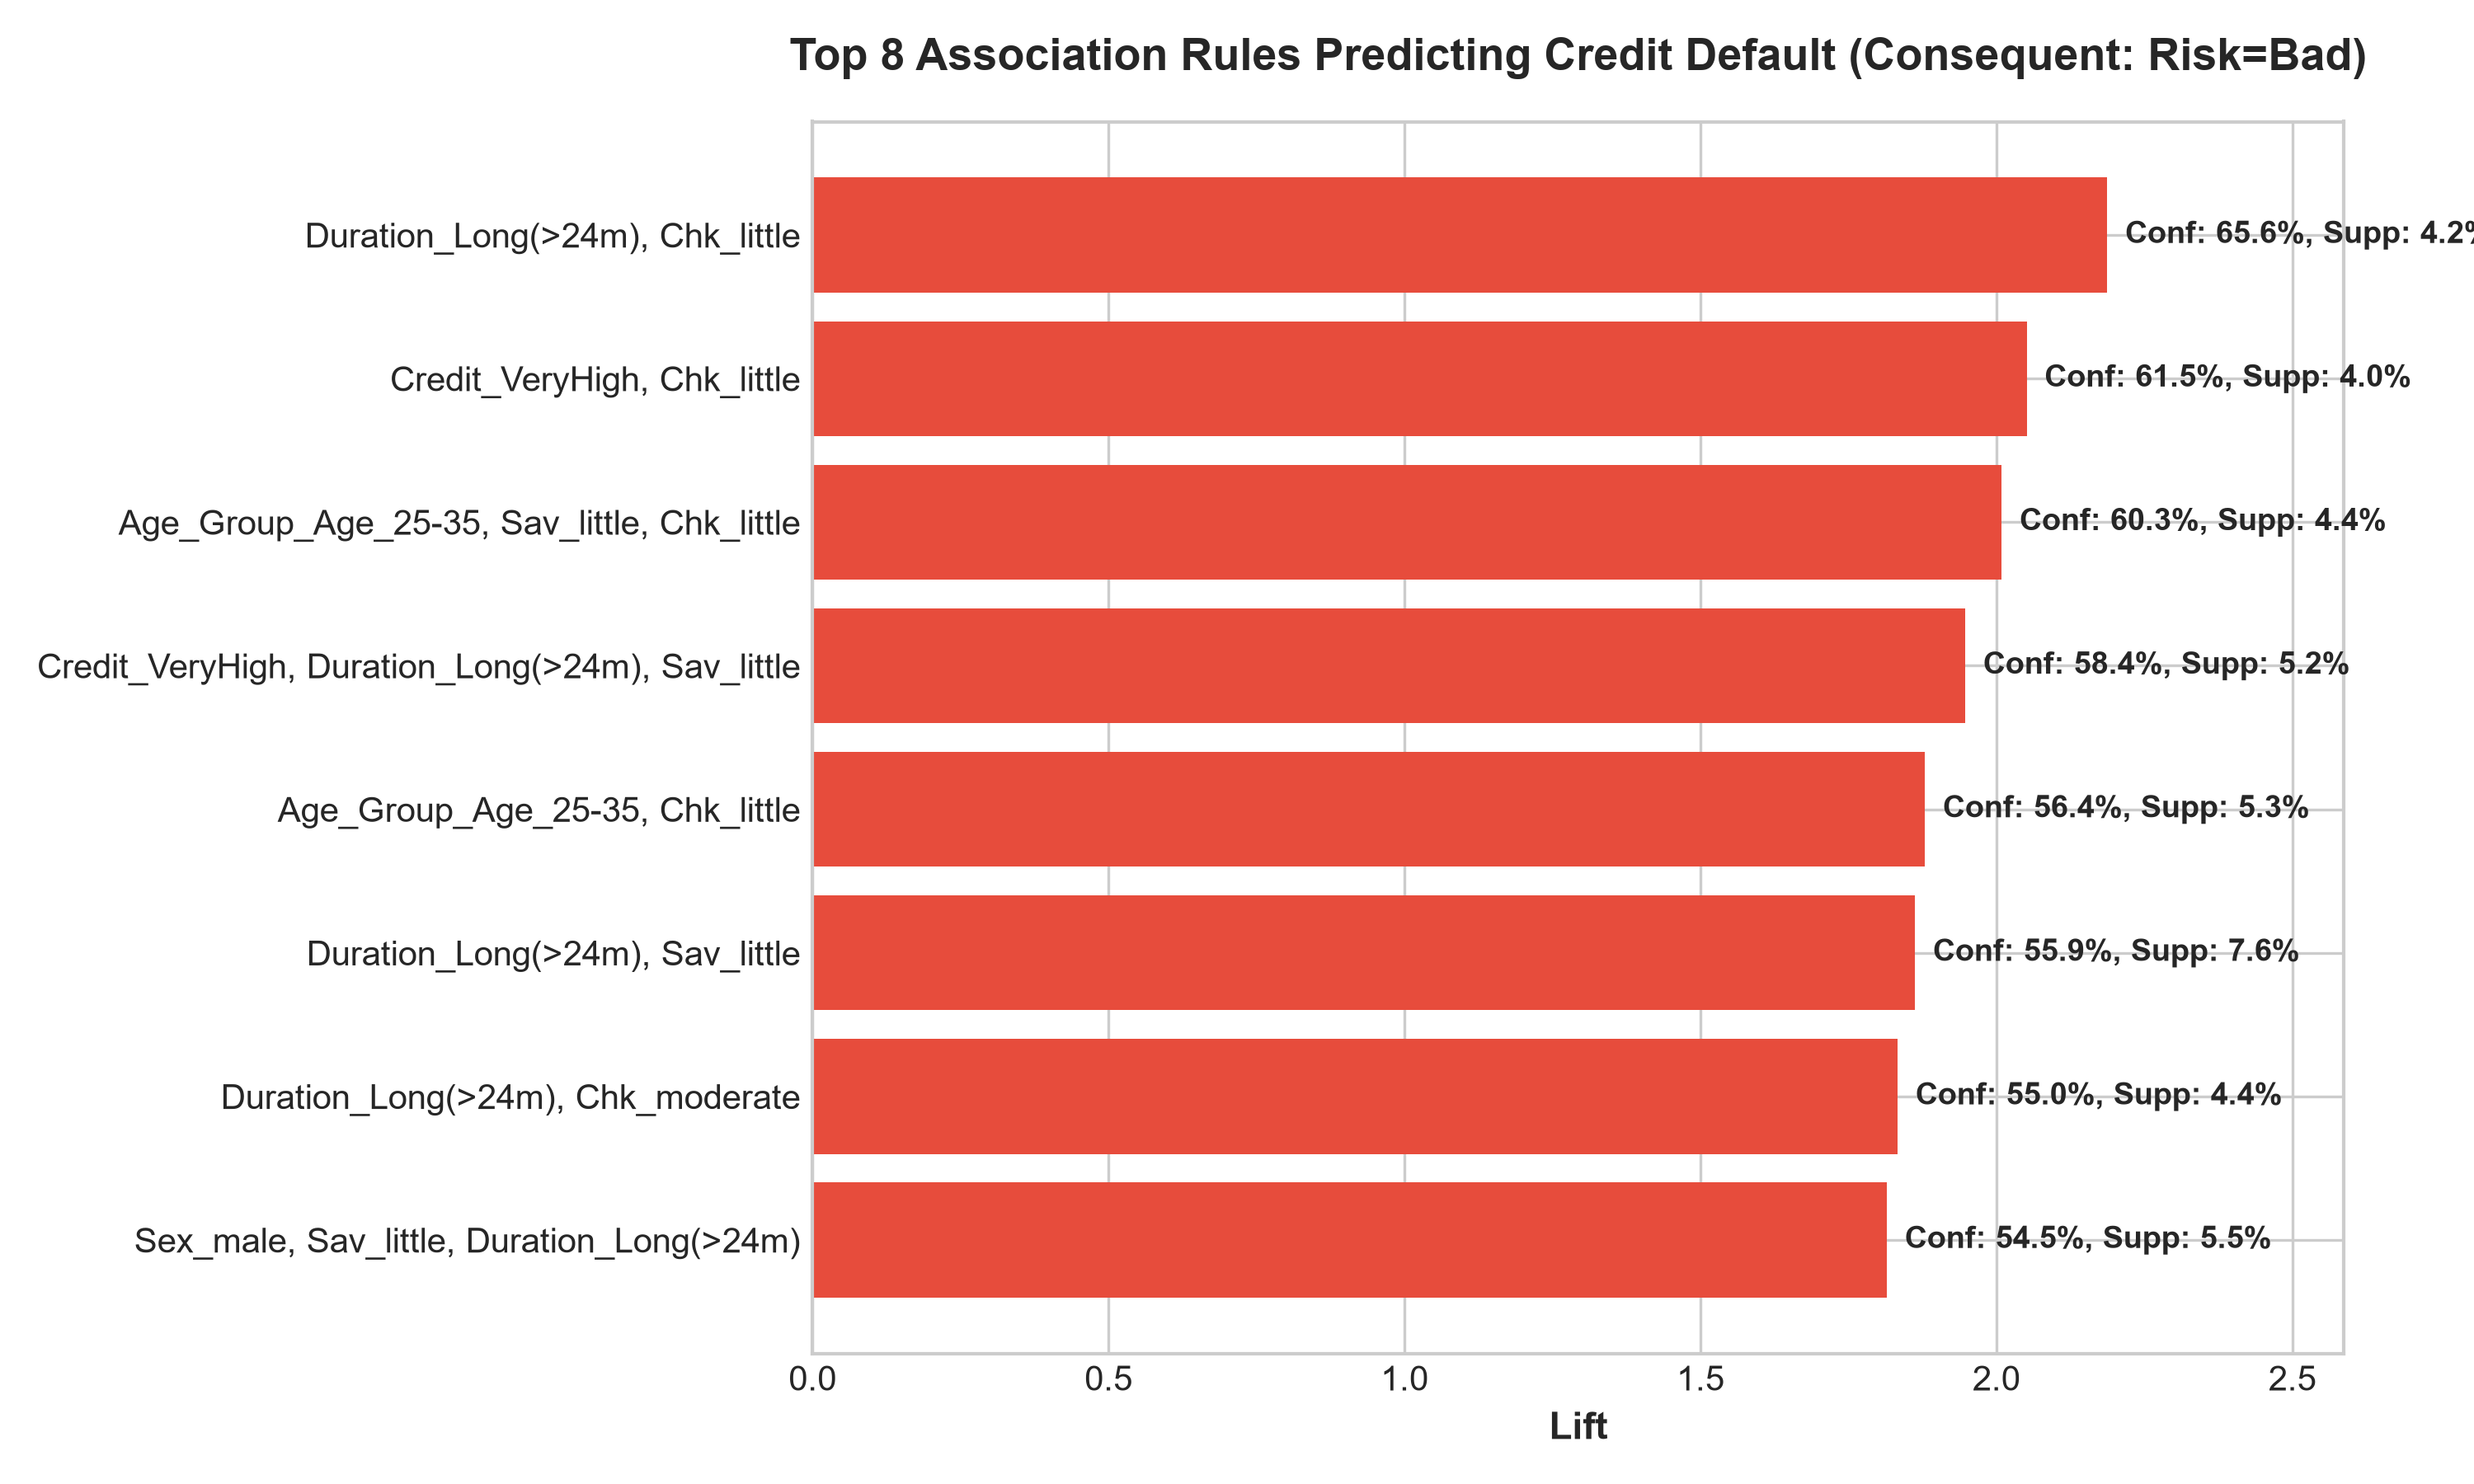 Top 8 Association Rules Predicting Credit Default (Consequent: Risk=Bad)
Duration_Long(>24m), Chk_little
Conf: 65.6%, Supp: 4.2%
Credit_VeryHigh, Chk_little
Conf: 61.5%, Supp: 4.0%
Age_Group_Age_25-35, Sav_little, Chk_little
Conf: 60.3%, Supp: 4.4%
Credit_VeryHigh, Duration_Long(>24m), Sav_little
Conf: 58.4%, Supp: 5.2%
Age_Group_Age_25-35, Chk_little
Conf: 56.4%, Supp: 5.3%
Duration_Long(>24m), Sav_little
Conf: 55.9%, Supp: 7.6%
Duration_Long(>24m), Chk_moderate
Conf: 55.0%, Supp: 4.4%
Sex_male, Sav_little, Duration_Long(>24m)
Conf: 54.5%, Supp: 5.5%
0.0 0.5 1.0 1.5 2.0 2.5
Lift